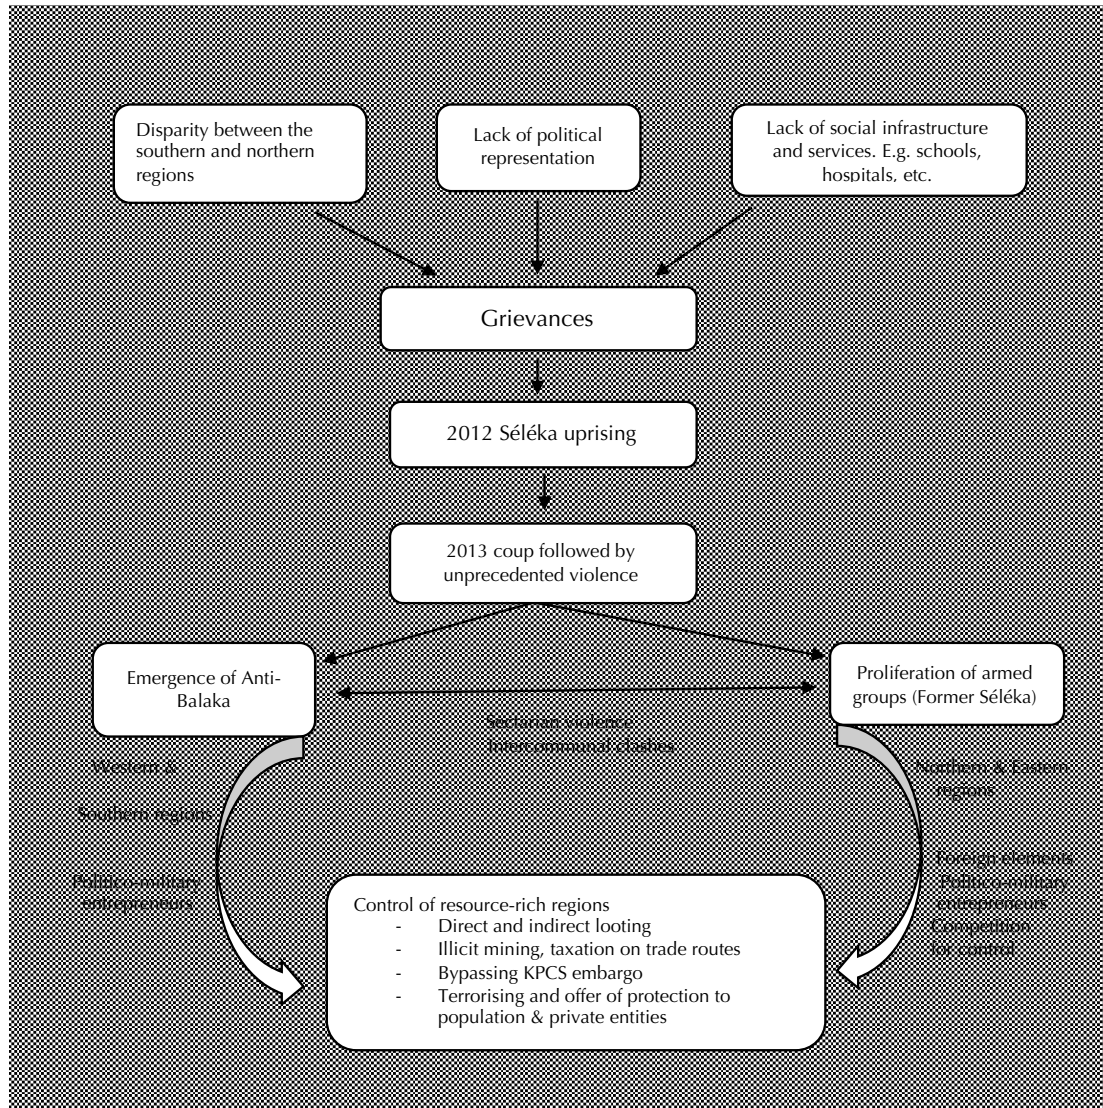 Disparity between the
southern and northern
regions
Lack of political
representation
Lack of social infrastructure
and services. E.g. schools,
hospitals, etc.
Grievances
2012 Séléka uprising
2013 coup followed by
unprecedented violence
Emergence of Anti-
Balaka
Proliferation of armed
groups (Former Séléka)
Sectarian violence
Intercommunal clashes
Western &
Southern regions
Politico-military
entrepreneurs
Northern & Eastern
regions
Foreign elements
Politico-military
entrepreneurs
Competition
for control
Control of resource-rich regions
- Direct and indirect looting
- Illicit mining, taxation on trade routes
- Bypassing KPCS embargo
- Terrorising and offer of protection to
population & private entities